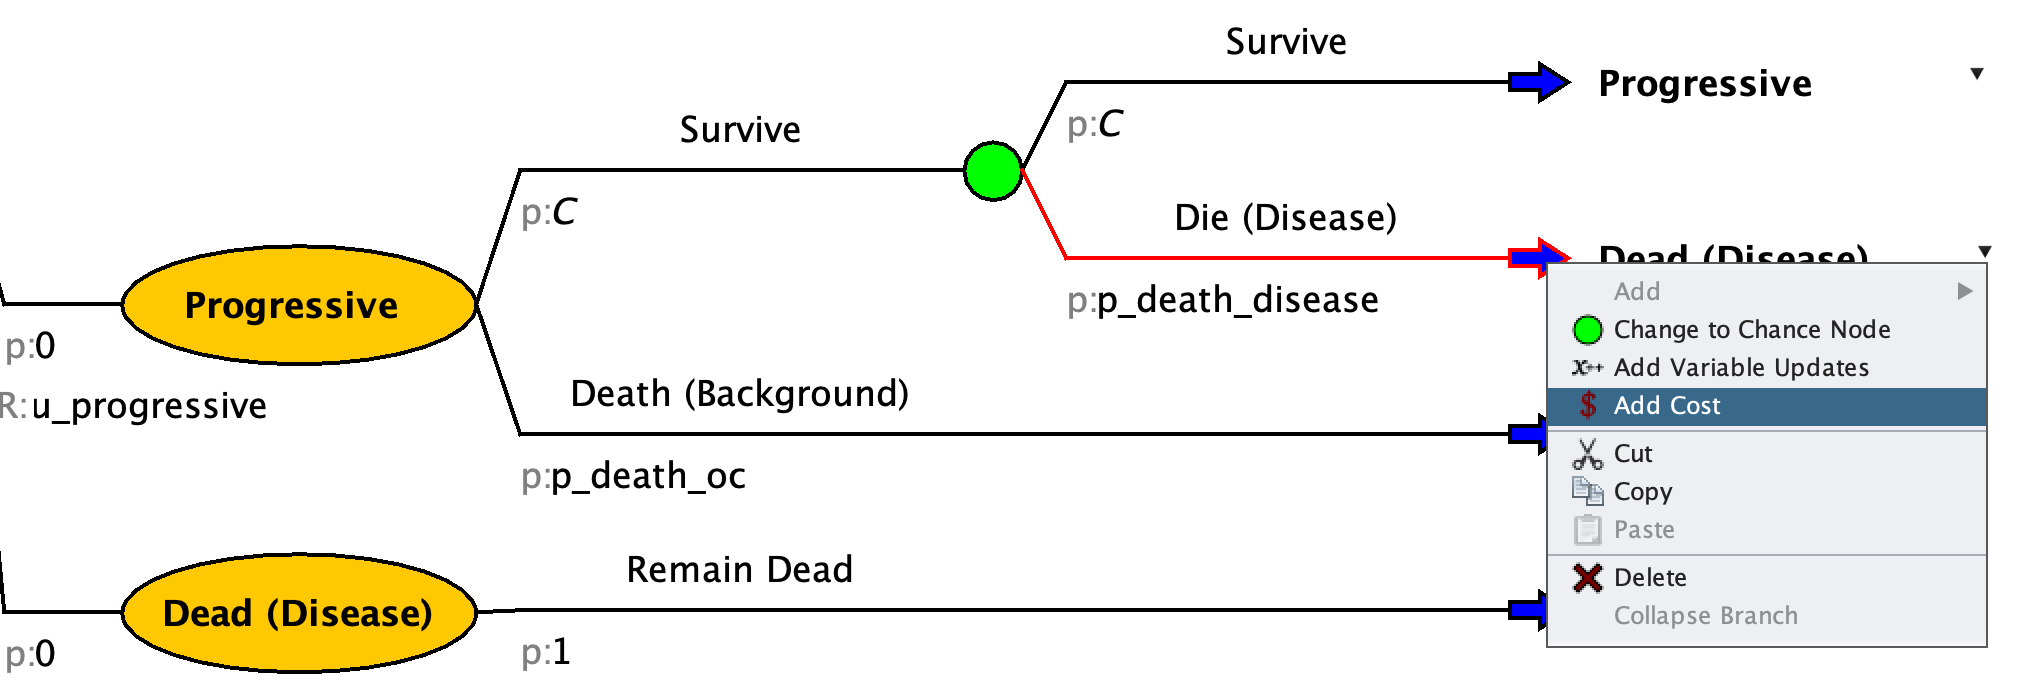 Survive
Progressive
p:C
Survive
p:C
Die (Disease)
Dead (Disease)
p:p_death_disease
Progressive
p:0
R:u_progressive
Death (Background)
p:p_death_oc
Remain Dead
Dead (Disease)
p:0
p:1
Add
Change to Chance Node
x++ Add Variable Updates
$ Add Cost
Cut
Copy
Paste
Delete
Collapse Branch